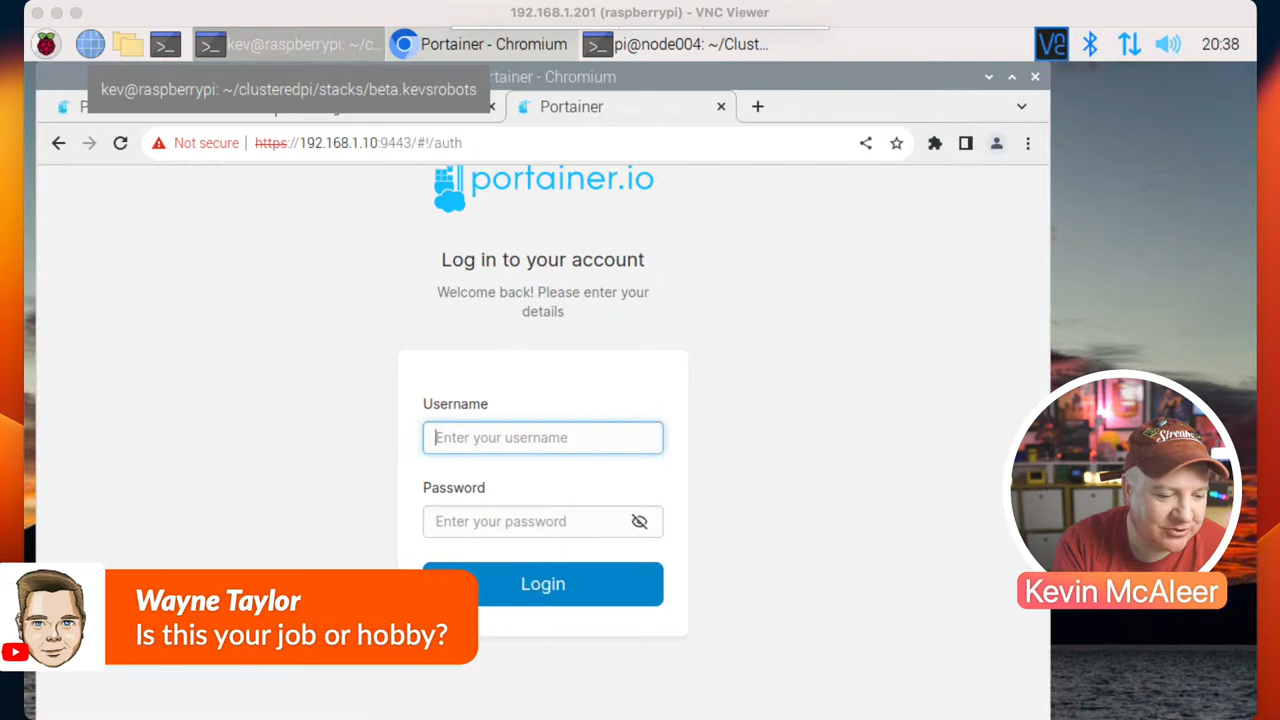 192.168.1.201 (raspberrypi) - VNC Viewer
kev@raspberrypi: ~/c...
Portainer - Chromium
pi@node004: ~/Clust...
20:38
rtainer - Chromium
kev@raspberrypi: ~/clusteredpi/stacks/beta.kevsrobots
Portainer
Not secure
https://192.168.1.10:9443/#!/auth
portainer.io
Log in to your account
Welcome back! Please enter your
details
Username
Enter your username
Password
Enter your password
Login
Wayne Taylor
Is this your job or hobby?
Kevin McAleer